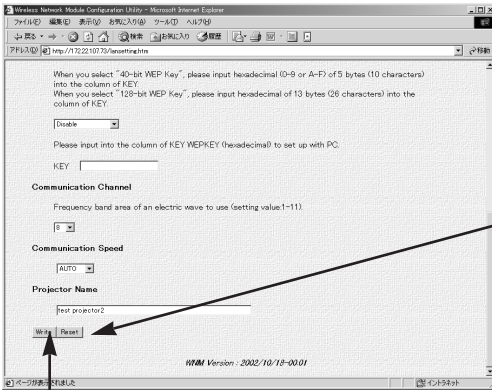 Wireless Network Module Configuration Utility - Microsoft Internet Explorer
ファイル(F) 編集(E) 表示(V) お気に入り(A) ツール(T) ヘルプ(H)
戻る 検索 お気に入り 履歴
アドレス(D) http://172.22.107.73/lansetting.htm 移動
When you select "40-bit WEP Key", please input hexadecimal (0-9 or A-F) of 5 bytes (10 characters)
into the column of KEY.
When you select "128-bit WEP Key", please input hexadecimal of 13 bytes (26 characters) into the
column of KEY.
Disable
Please input into the column of KEY WEPKEY (hexadecimal) to set up with PC.
KEY
Communication Channel
Frequency band area of an electric wave to use (setting value:1-11).
8
Communication Speed
AUTO
Projector Name
test projector2
Write Reset
WNM Version : 2002/10/18-00.01
ページが表示されました イントラネット